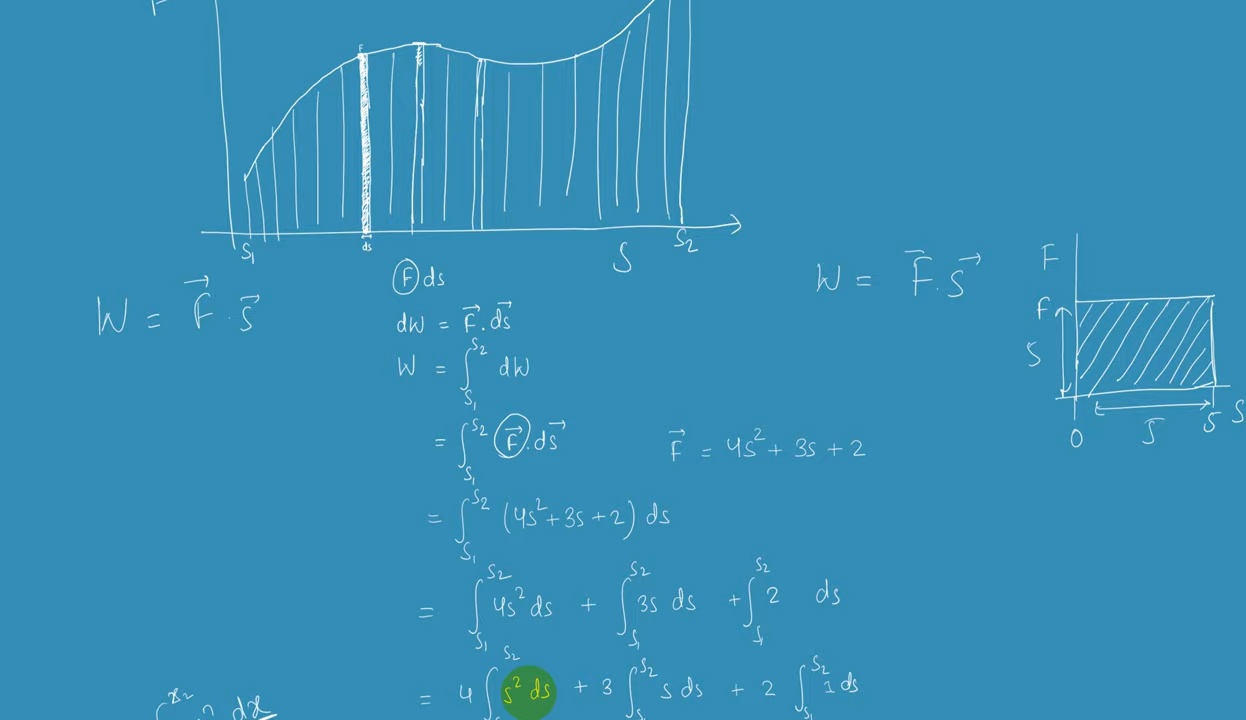 F
F
ds
S₁
S
S₂
F ds
W = F⃗ . s⃗
dW = F⃗ . ds⃗
W = ∫_{S₁}^{S₂} dW
= ∫_{S₁}^{S₂} F⃗ . ds⃗
F⃗ = 4s² + 3s + 2
= ∫_{S₁}^{S₂} (4s² + 3s + 2) ds
= ∫_{S₁}^{S₂} 4s² ds + ∫_{S₁}^{S₂} 3s ds + ∫_{S₁}^{S₂} 2 ds
= 4 ∫^{S₂} s² ds + 3 ∫_{S₁}^{S₂} s ds + 2 ∫_{S₁}^{S₂} 1 ds
W = F⃗ . s⃗
F
F
S
0
5
5
S